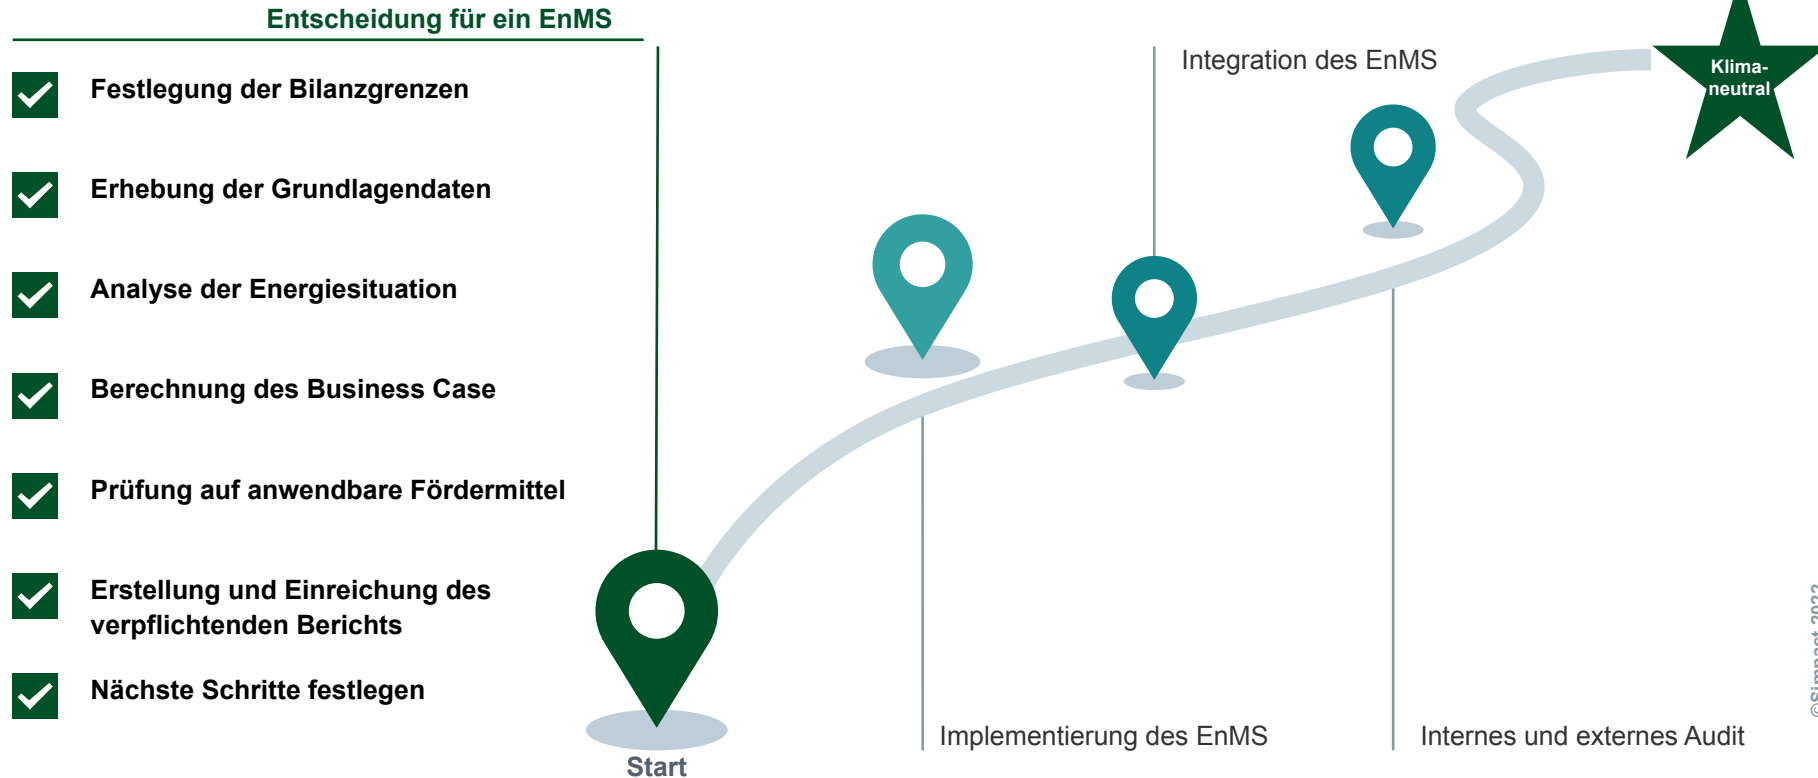 Entscheidung für ein EnMS
Festlegung der Bilanzgrenzen
Erhebung der Grundlagendaten
Analyse der Energiesituation
Berechnung des Business Case
Prüfung auf anwendbare Fördermittel
Erstellung und Einreichung des
verpflichtenden Berichts
Nächste Schritte festlegen
Start
Implementierung des EnMS
Integration des EnMS
Internes und externes Audit
Klima-
neutral
©Simpact 2022